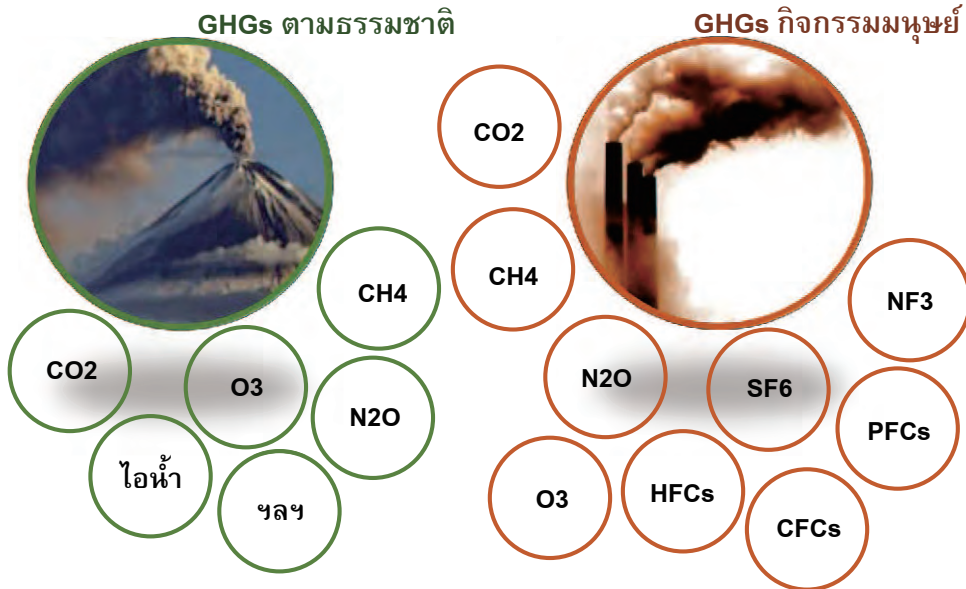 GHGs ตามธรรมชาติ
CO2
O3
CH4
N2O
ไอน้ำ
ฯลฯ
GHGs กิจกรรมมนุษย์
CO2
CH4
N2O
SF6
NF3
PFCs
O3
HFCs
CFCs